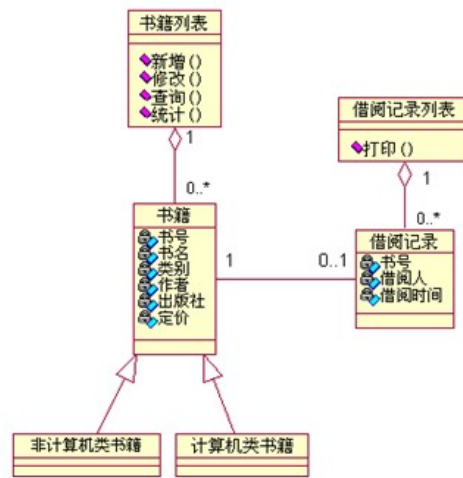 书籍列表
新增()
修改()
查询()
统计()
1
0..*
书籍
书号
书名
类别
作者
出版社
定价
借阅记录列表
打印()
1
0..*
借阅记录
书号
借阅人
借阅时间
1
0..1
非计算机类书籍
计算机类书籍